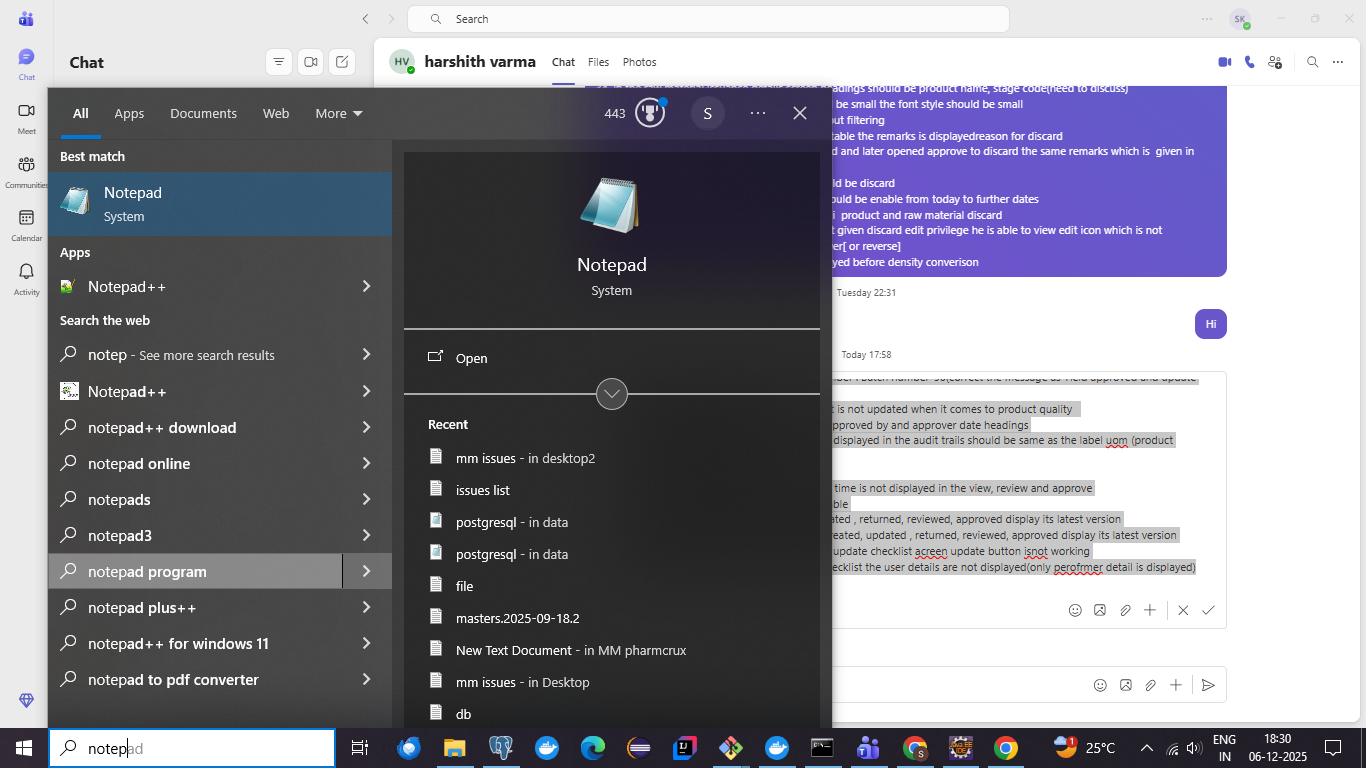 Search
SK
Chat
Meet
Communities
Calendar
Activity
Chat
HV
harshith varma
Chat
Files
Photos
headings should be product name, stage code(need to discuss)
be small the font style should be small
out filtering
table the remarks is displayedreason for discard
d and later opened approve to discard the same remarks which is given in
ld be discard
ould be enable from today to further dates
i product and raw material discard
t given discard edit privilege he is able to view edit icon which is not
ver[ or reverse]
yed before density converison
Tuesday 22:31
Hi
Today 17:58
t is not updated when it comes to product quality
pproved by and approver date headings
displayed in the audit trails should be same as the label uom (product
time is not displayed in the view, review and approve
ble
ated , returned, reviewed, approved display its latest version
reated, updated , returned, reviewed, approved display its latest version
update checklist acreen update button isnot working
ecklist the user details are not displayed(only perofrmer detail is displayed)
All
Apps
Documents
Web
More
443
S
Best match
Notepad
System
Apps
Notepad++
Search the web
notep - See more search results
Notepad++
notepad++ download
notepad online
notepads
notepad3
notepad program
notepad plus++
notepad++ for windows 11
notepad to pdf converter
Notepad
System
Open
Recent
mm issues - in desktop2
issues list
postgresql - in data
postgresql - in data
file
masters.2025-09-18.2
New Text Document - in MM pharmcrux
mm issues - in Desktop
db
notepad
1
25°C
ENG
IN
18:30
06-12-2025